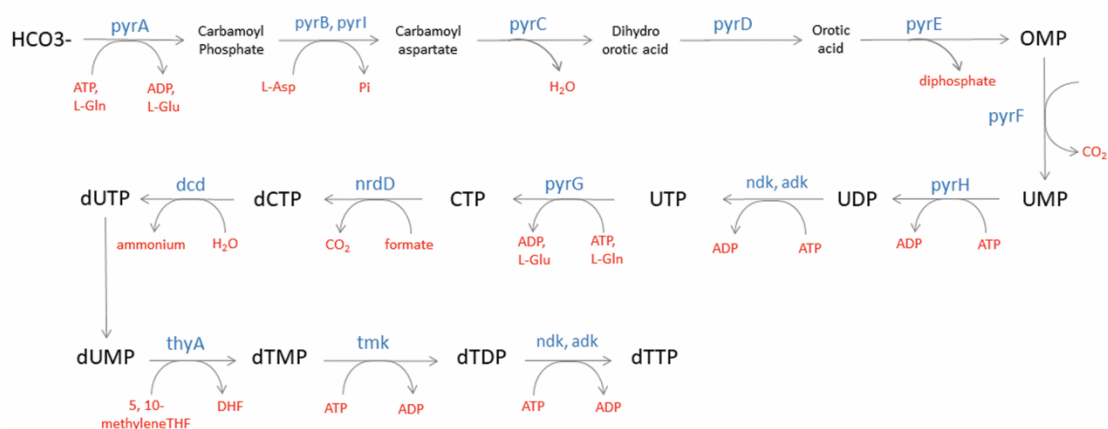 pyrA
pyrB, pyrI
pyrC
pyrD
pyrE
HCO3-
Carbamoyl
Phosphate
Carbamoyl
aspartate
Dihydro
orotic acid
Orotic
acid
OMP
ATP,
L-Gln
ADP,
L-Glu
L-Asp
Pi
H₂O
diphosphate
pyrF
CO₂
dcd
nrdD
pyrG
ndk, adk
pyrH
dUTP
dCTP
CTP
UTP
UDP
UMP
ammonium
H₂O
CO₂
formate
ADP,
L-Glu
ATP,
L-Gln
ADP
ATP
ADP
ATP
thyA
tmk
ndk, adk
dUMP
dTMP
dTDP
dTTP
5, 10-
methyleneTHF
DHF
ATP
ADP
ATP
ADP